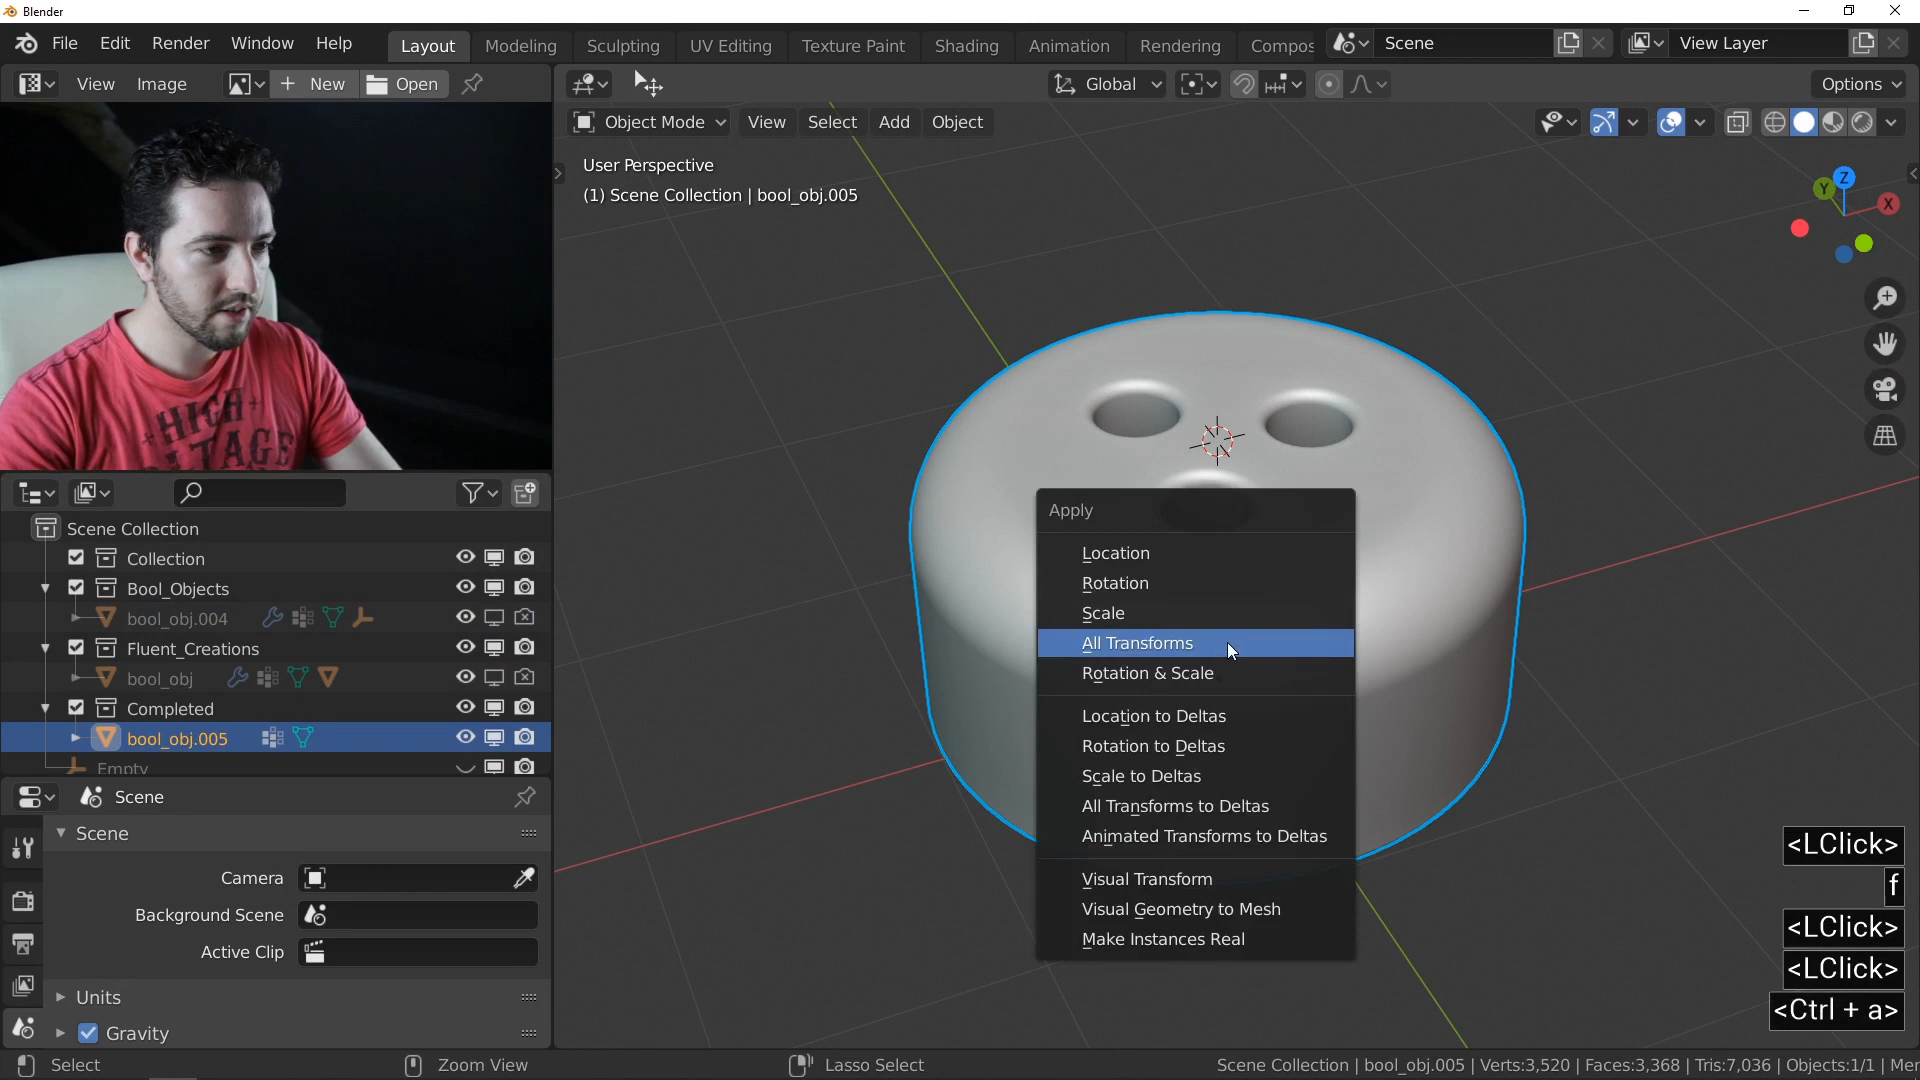 Blender
File Edit Render Window Help Layout Modeling Sculpting UV Editing Texture Paint Shading Animation Rendering Compos Scene View Layer
View Image New Open Global Options
Object Mode View Select Add Object
User Perspective
(1) Scene Collection | bool_obj.005
Z
Y
X
HIGH
VOLTAGE
Scene Collection
Collection
Bool_Objects
bool_obj.004
Fluent_Creations
bool_obj
Completed
bool_obj.005
Empty
Scene
Scene
Camera
Background Scene
Active Clip
Units
Gravity
Apply
Location
Rotation
Scale
All Transforms
Rotation & Scale
Location to Deltas
Rotation to Deltas
Scale to Deltas
All Transforms to Deltas
Animated Transforms to Deltas
Visual Transform
Visual Geometry to Mesh
Make Instances Real
<LClick>
f
<LClick>
<LClick>
<Ctrl + a>
Select Zoom View Lasso Select Scene Collection | bool_obj.005 | Verts:3,520 | Faces:3,368 | Tris:7,036 | Objects:1/1 | Mer